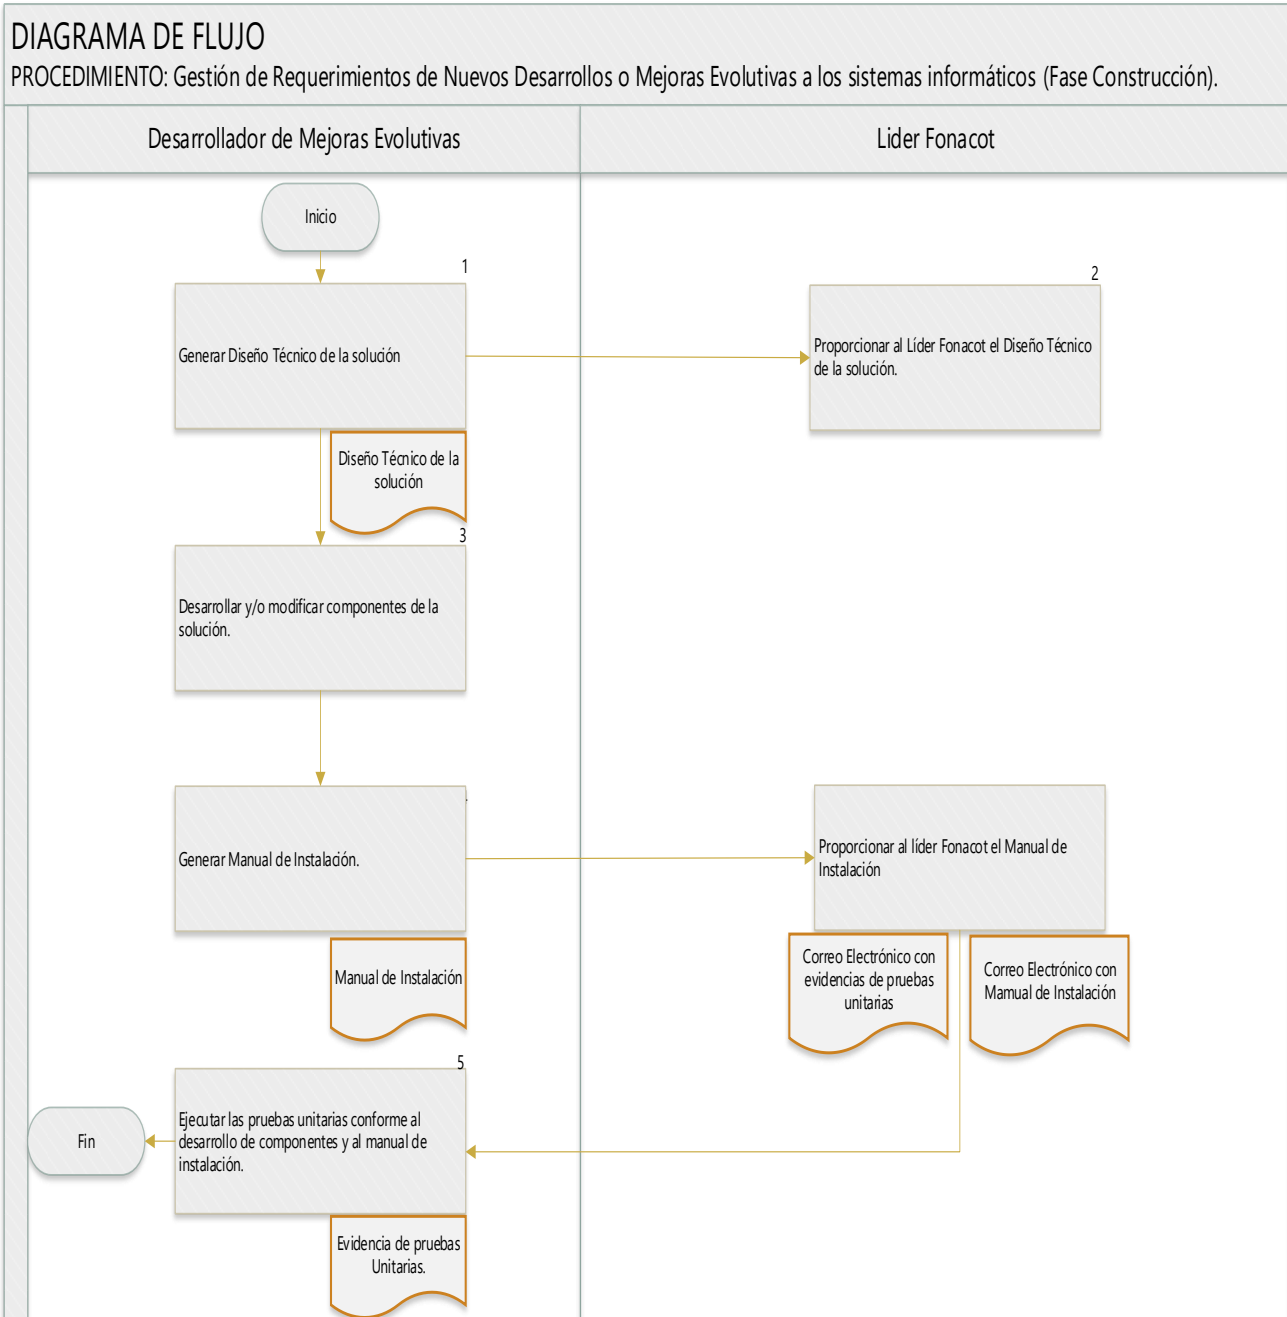 DIAGRAMA DE FLUJO
PROCEDIMIENTO: Gestión de Requerimientos de Nuevos Desarrollos o Mejoras Evolutivas a los sistemas informáticos (Fase Construcción).
Desarrollador de Mejoras Evolutivas
Lider Fonacot
Inicio
1
Generar Diseño Técnico de la solución
2
Proporcionar al Líder Fonacot el Diseño Técnico
de la solución.
Diseño Técnico de la
solución
3
Desarrollar y/o modificar componentes de la
solución.
Generar Manual de Instalación.
Proporcionar al líder Fonacot el Manual de
Instalación
Manual de Instalación
Correo Electrónico con
evidencias de pruebas
unitarias
Correo Electrónico con
Mamual de Instalación
5
Ejecutar las pruebas unitarias conforme al
desarrollo de componentes y al manual de
instalación.
Fin
Evidencia de pruebas
Unitarias.